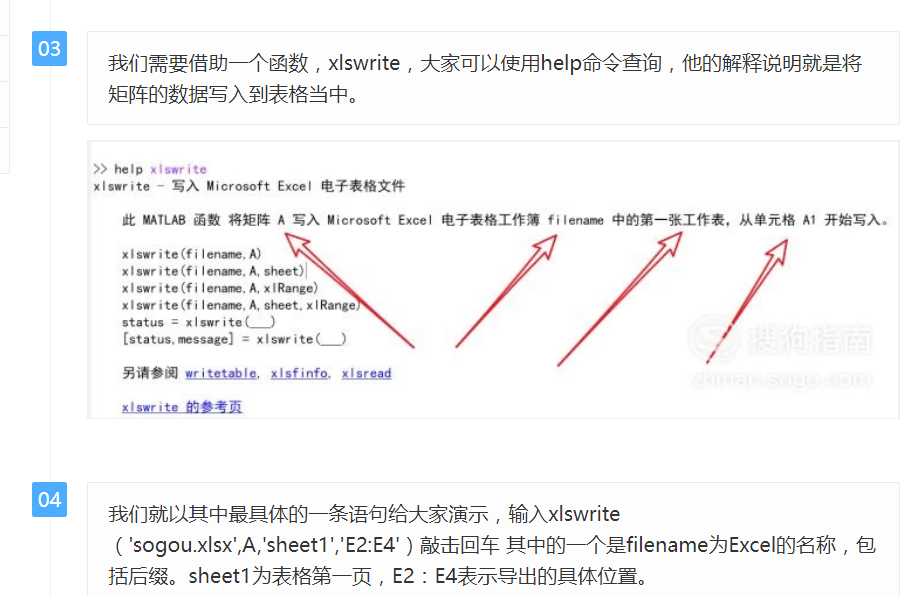 03
我们需要借助一个函数，xlswrite，大家可以使用help命令查询，他的解释说明就是将
矩阵的数据写入到表格当中。
>> help xlswrite
xlswrite - 写入 Microsoft Excel 电子表格文件
此 MATLAB 函数 将矩阵 A 写入 Microsoft Excel 电子表格工作簿 filename 中的第一张工作表，从单元格 A1 开始写入。
xlswrite(filename,A)
xlswrite(filename,A,sheet)
xlswrite(filename,A,xlRange)
xlswrite(filename,A,sheet,xlRange)
status = xlswrite(___)
[status,message] = xlswrite(___)
另请参阅 writetable, xlsfinfo, xlsread
xlswrite 的参考页
搜狗指南
zhinan.sogo.com
04
我们就以其中最具体的一条语句给大家演示，输入xlswrite
（'sogou.xlsx',A,'sheet1','E2:E4'）敲击回车 其中的一个是filename为Excel的名称，包
括后缀。sheet1为表格第一页，E2：E4表示导出的具体位置。